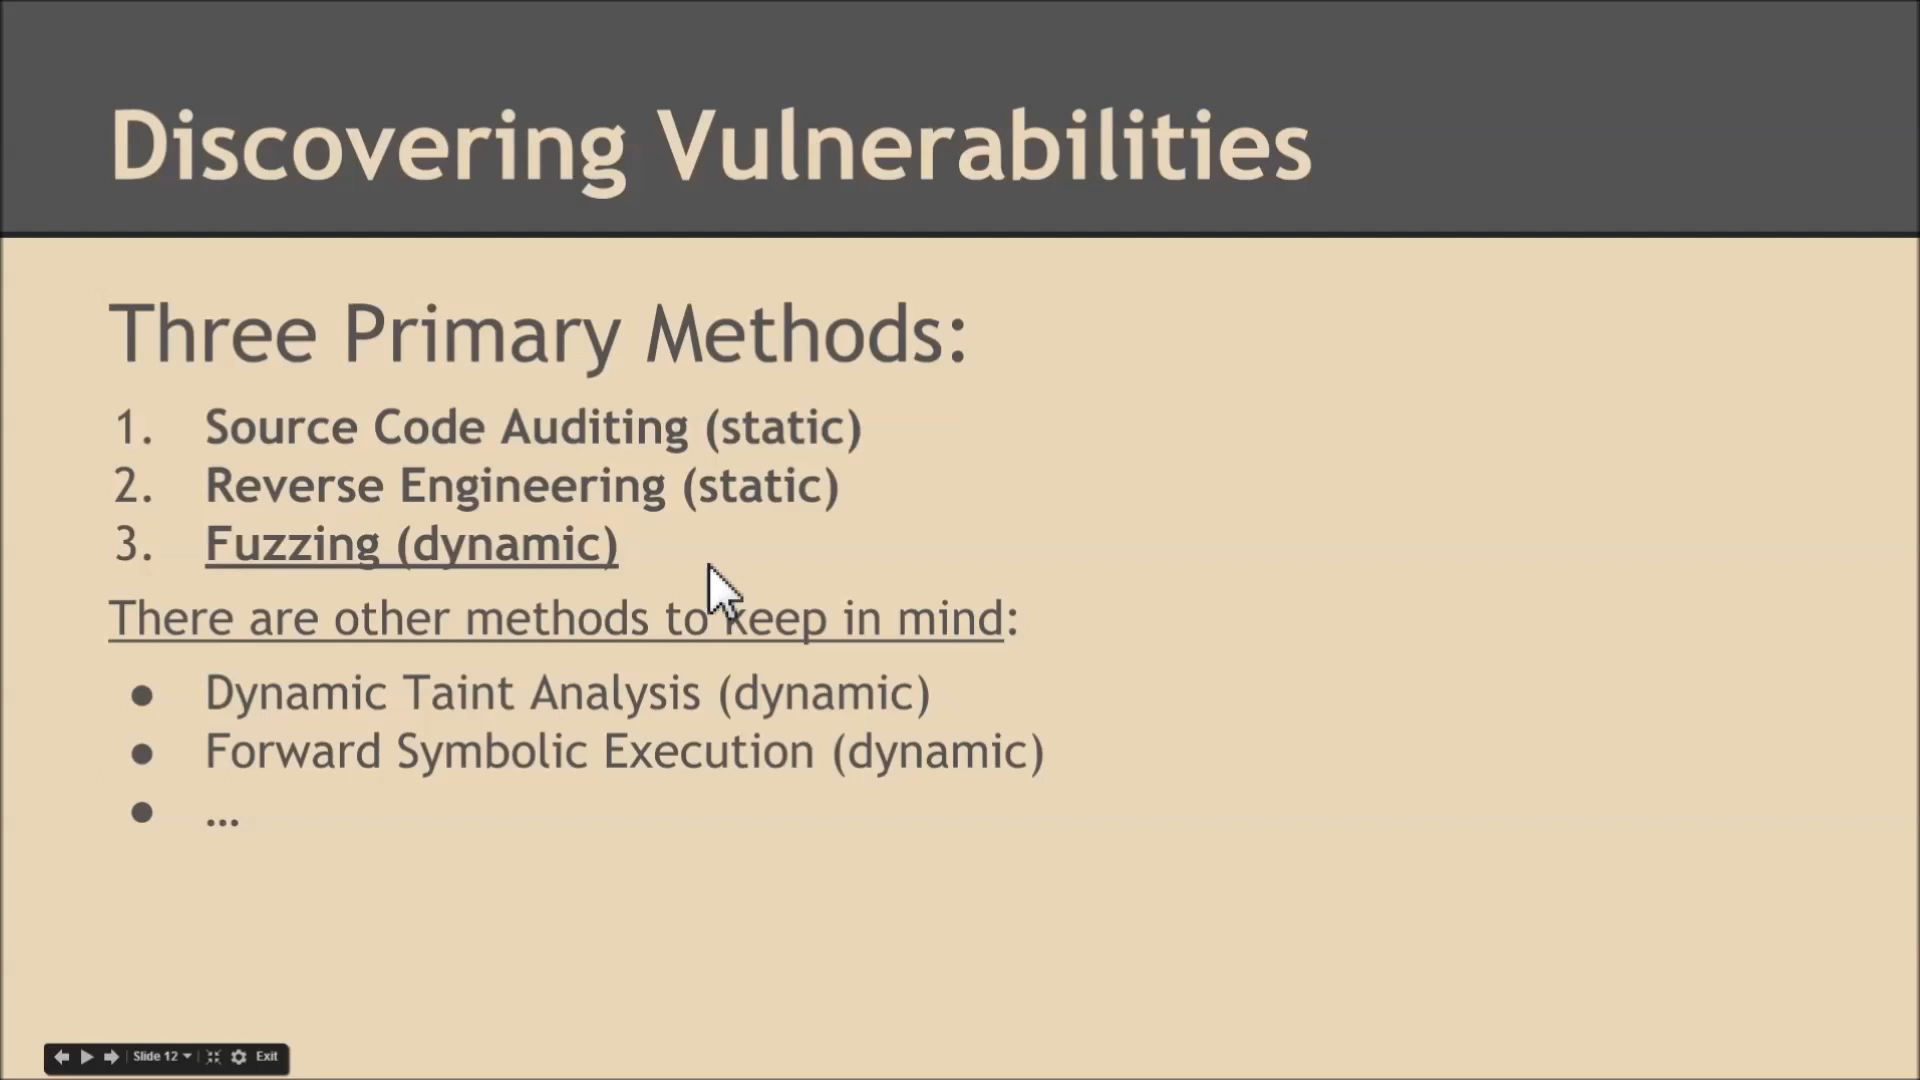 Discovering Vulnerabilities
Three Primary Methods:
1. Source Code Auditing (static)
2. Reverse Engineering (static)
3. Fuzzing (dynamic)
There are other methods to keep in mind:
● Dynamic Taint Analysis (dynamic)
● Forward Symbolic Execution (dynamic)
● ...
Slide 12 Exit